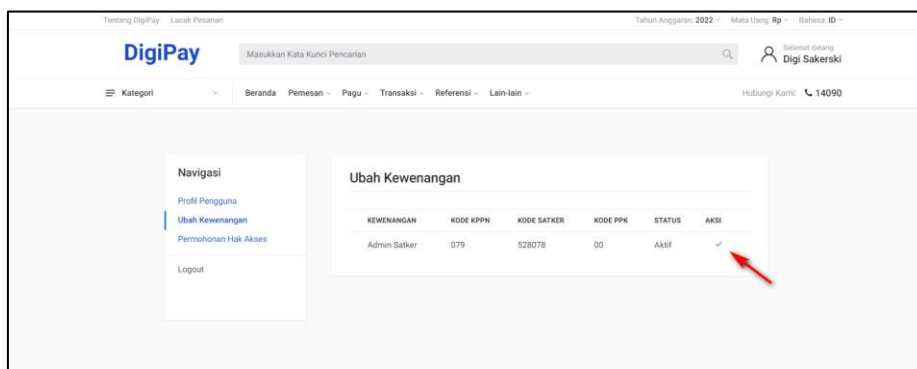 Tentang DigiPay Lacak Pesanan Tahun Anggaran: 2022 Mata Uang: Rp Bahasa: ID
DigiPay Masukkan Kata Kunci Pencarian Selamat datang
Digi Sakerski
Kategori Beranda Pemesan Pagu Transaksi Referensi Lain-lain Hubungi Kami: 14090
Navigasi
Profil Pengguna
Ubah Kewenangan
Permohonan Hak Akses
Logout
Ubah Kewenangan
KEWENANGAN KODE KPPN KODE SATKER KODE PPK STATUS AKSI
Admin Satker 079 528078 00 Aktif